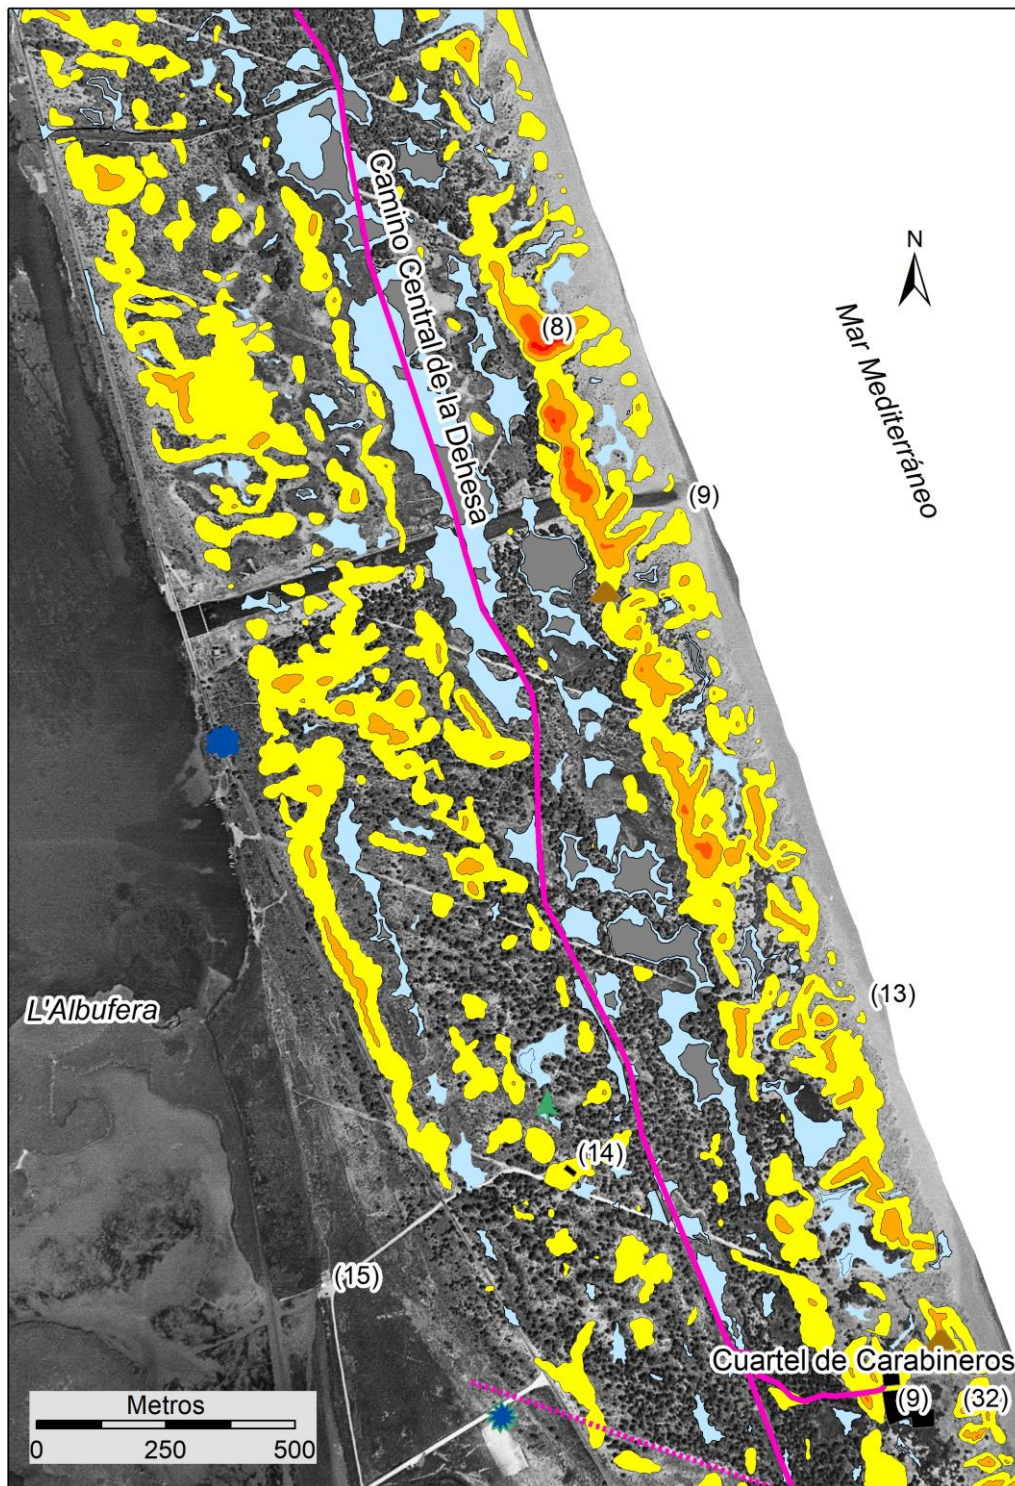 N
Camino Central de la Dehesa
(8)
Mar Mediterráneo
(9)
L'Albufera
(13)
(14)
(15)
Cuartel de Carabineros
(9)
(32)
Metros
0 250 500